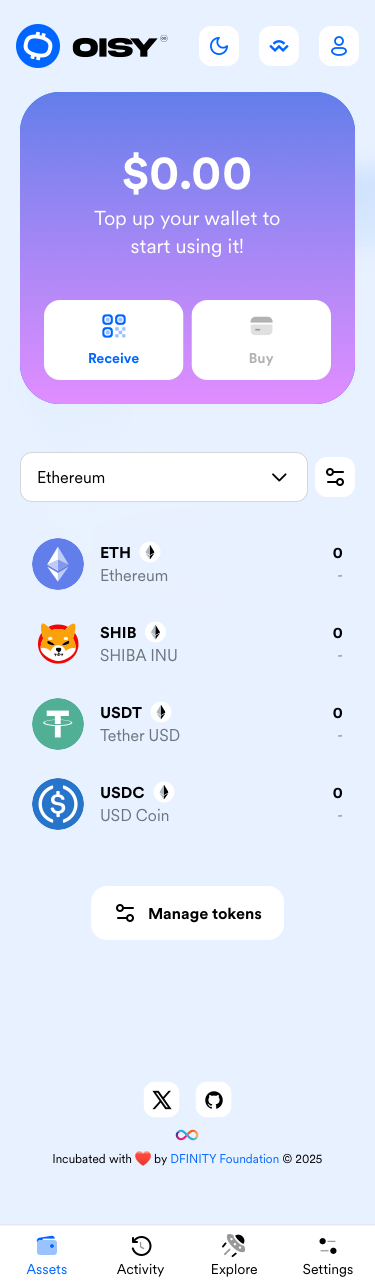 OISY
$0.00
Top up your wallet to
start using it!
Receive
Buy
Ethereum
ETH
0
Ethereum
-
SHIB
0
SHIBA INU
-
USDT
0
Tether USD
-
USDC
0
USD Coin
-
Manage tokens
Incubated with ❤️ by DFINITY Foundation © 2025
Assets
Activity
Explore
Settings